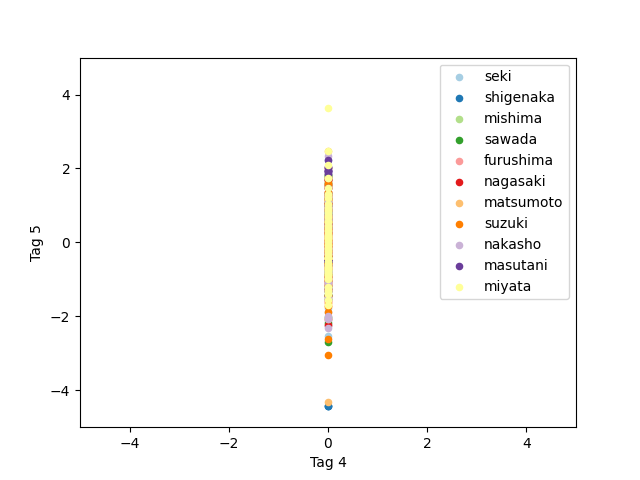 4
2
0
−2
−4
Tag 5
−4
−2
0
2
4
Tag 4
seki
shigenaka
mishima
sawada
furushima
nagasaki
matsumoto
suzuki
nakasho
masutani
miyata